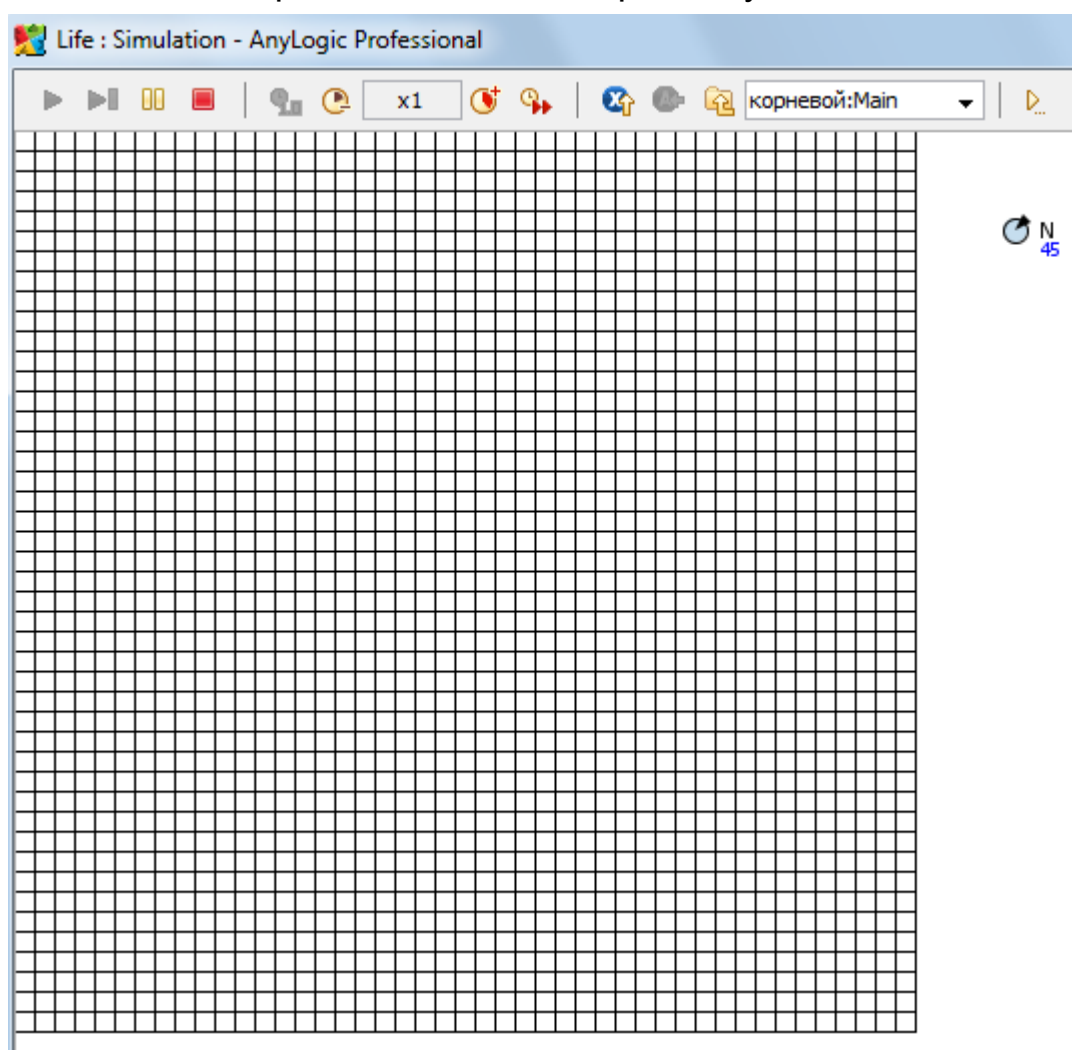 Life : Simulation - AnyLogic Professional
x1
корневой:Main
N
45